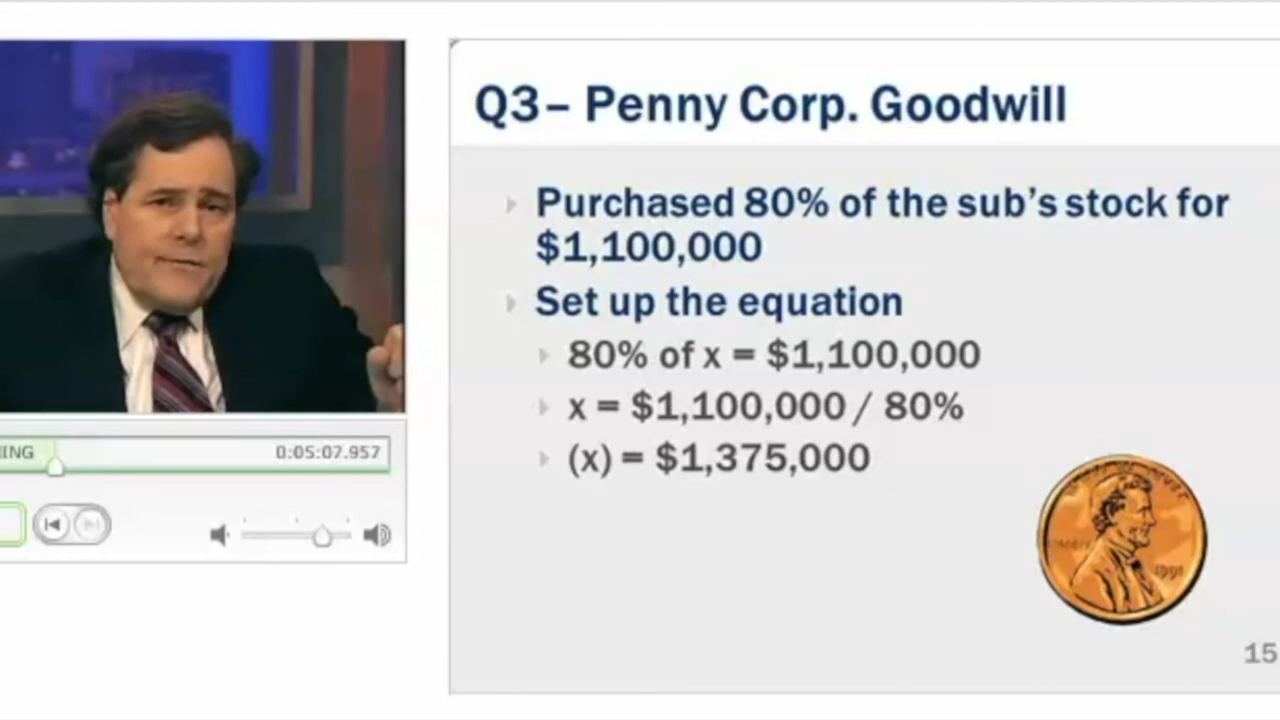 Q3– Penny Corp. Goodwill
Purchased 80% of the sub's stock for
$1,100,000
Set up the equation
80% of x = $1,100,000
x = $1,100,000 / 80%
(x) = $1,375,000
ING
0:05:07.957
1991
15